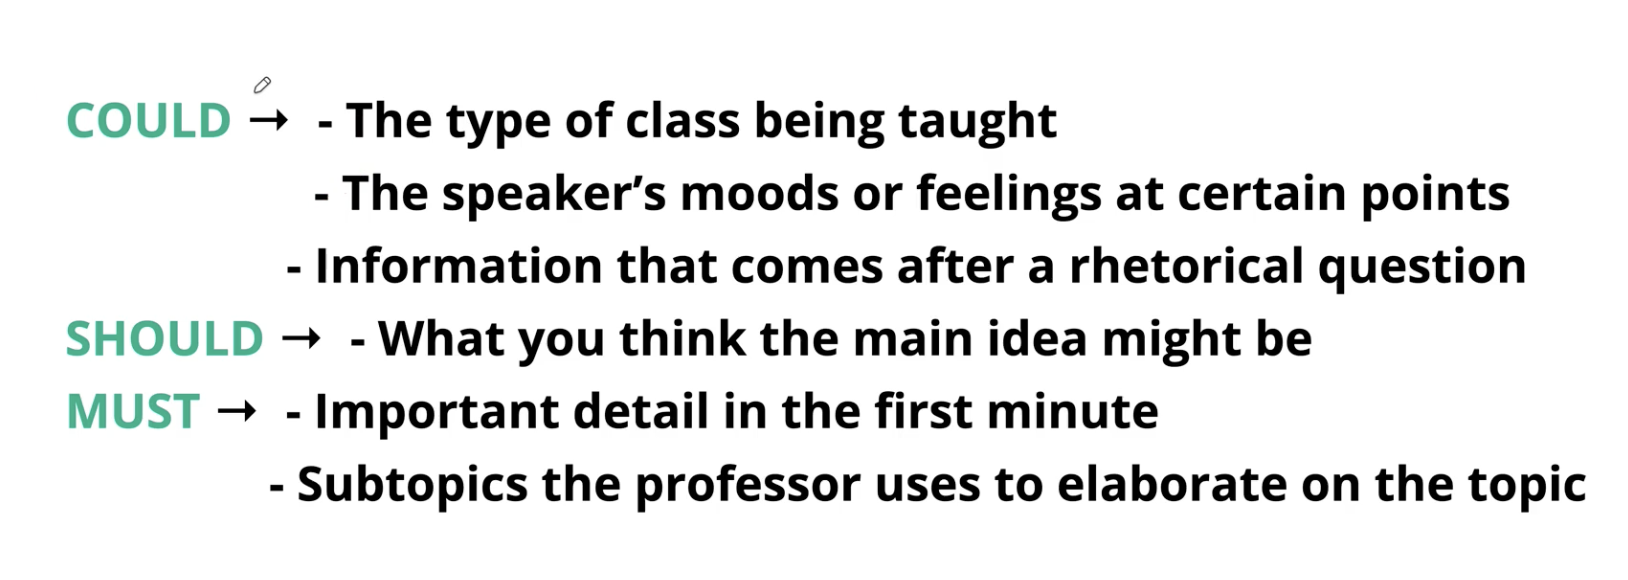 COULD → - The type of class being taught
- The speaker’s moods or feelings at certain points
- Information that comes after a rhetorical question
SHOULD → - What you think the main idea might be
MUST → - Important detail in the first minute
- Subtopics the professor uses to elaborate on the topic